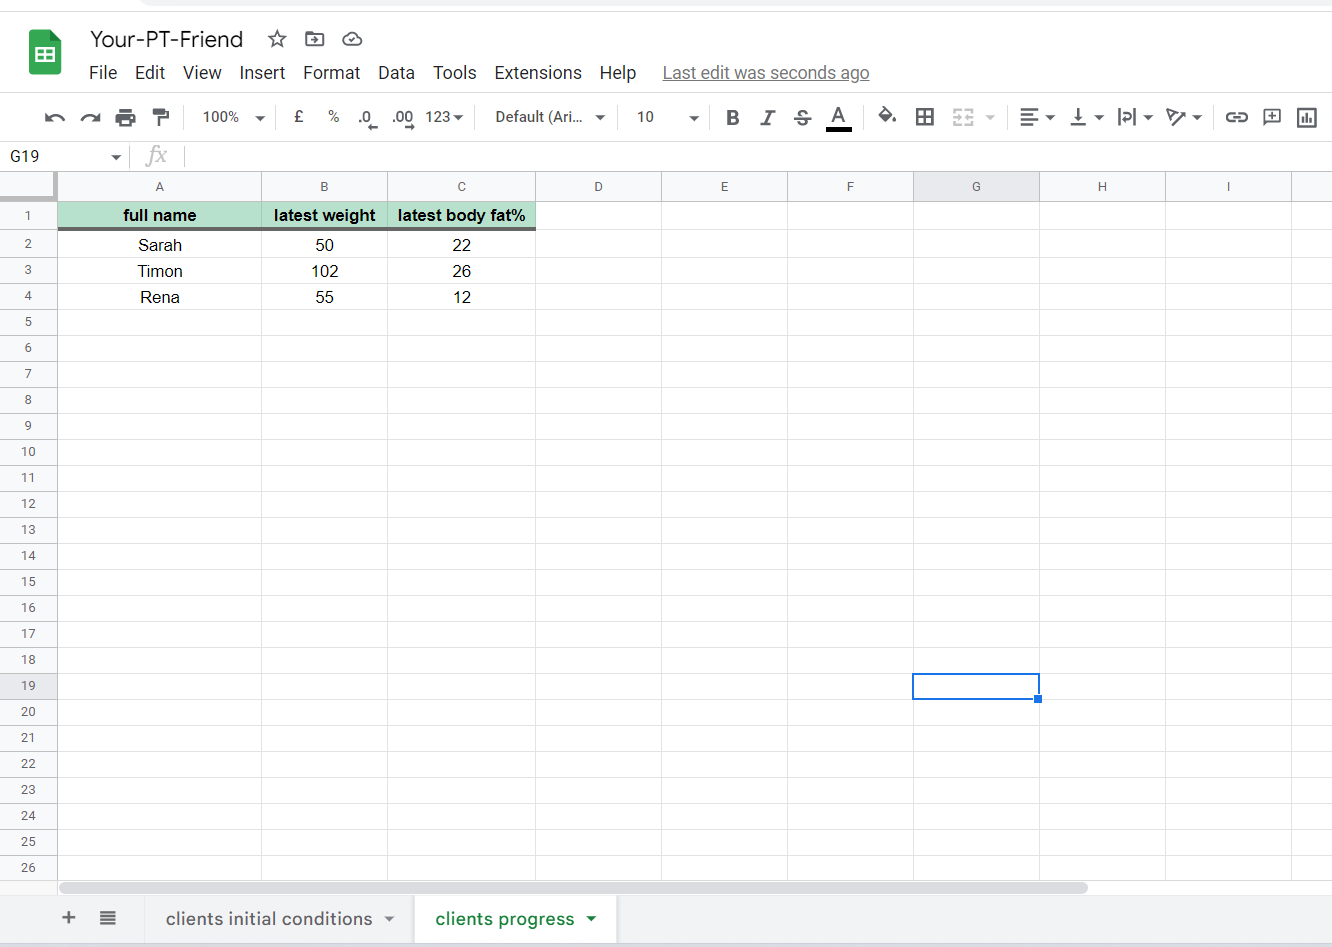 Your-PT-Friend
File Edit View Insert Format Data Tools Extensions Help Last edit was seconds ago
100% £ % .0 .00 123 Default (Ari... 10 B I S A
G19 fx
A B C D E F G H I
1 full name latest weight latest body fat%
2 Sarah 50 22
3 Timon 102 26
4 Rena 55 12
5
6
7
8
9
10
11
12
13
14
15
16
17
18
19
20
21
22
23
24
25
26
clients initial conditions clients progress